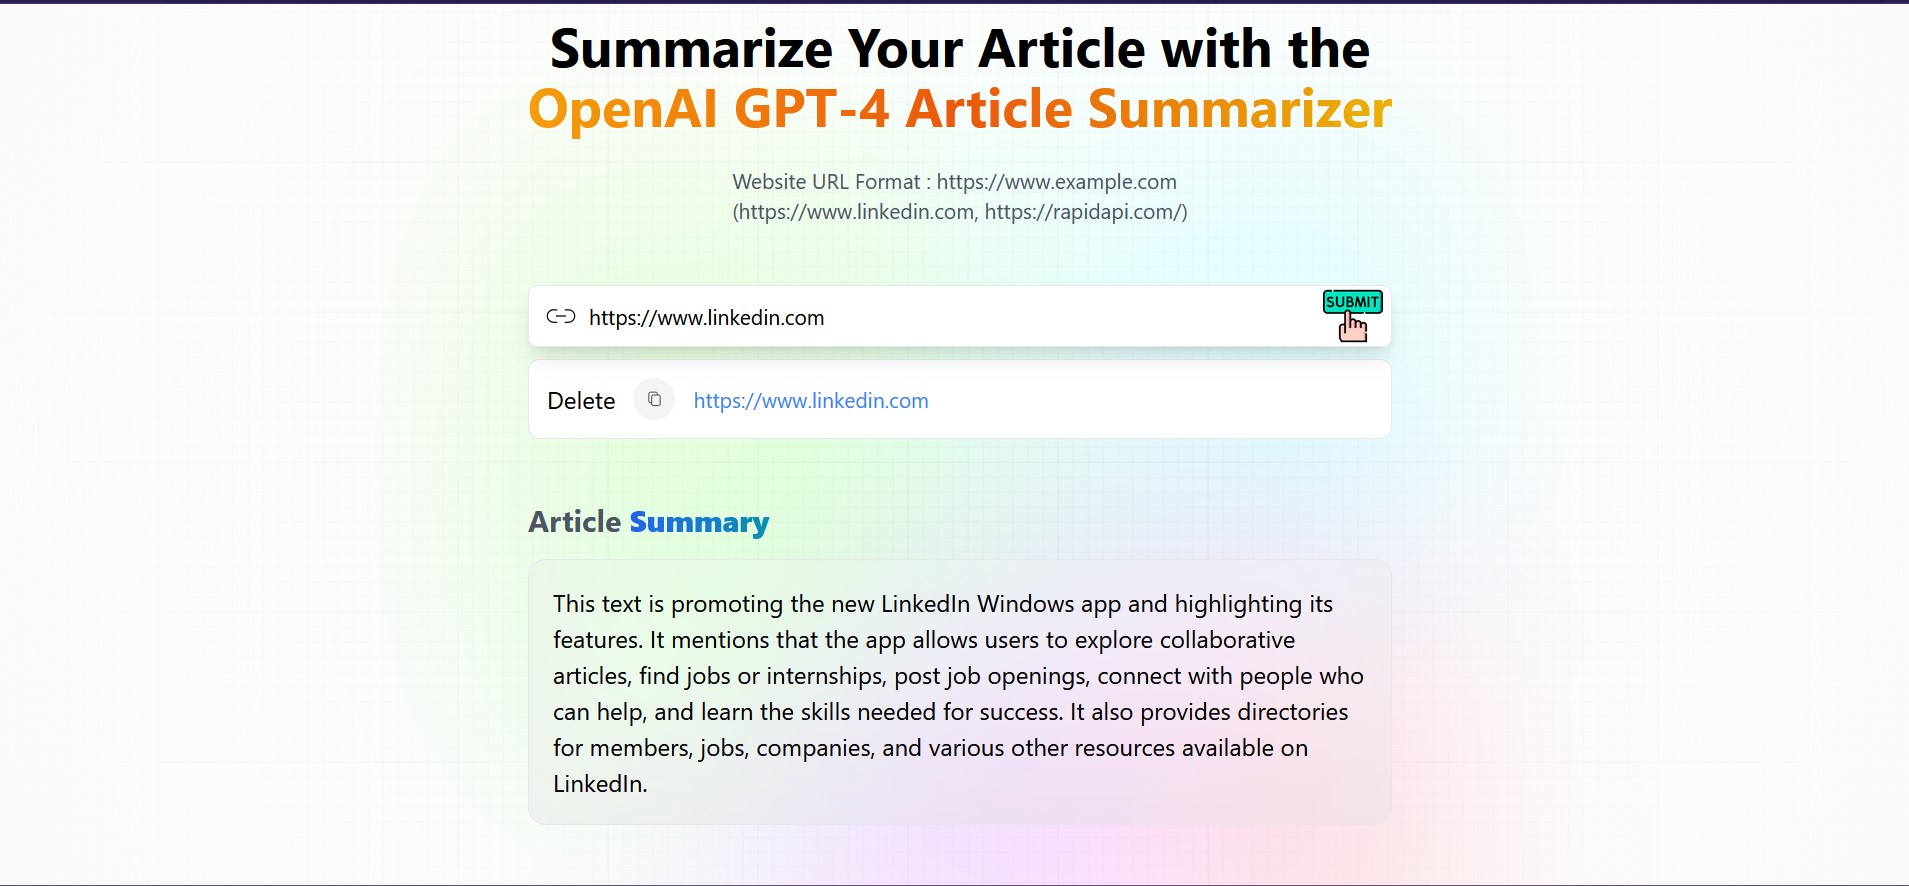 Summarize Your Article with the
OpenAI GPT-4 Article Summarizer
Website URL Format : https://www.example.com
(https://www.linkedin.com, https://rapidapi.com/)
https://www.linkedin.com
SUBMIT
Delete https://www.linkedin.com
Article Summary
This text is promoting the new LinkedIn Windows app and highlighting its
features. It mentions that the app allows users to explore collaborative
articles, find jobs or internships, post job openings, connect with people who
can help, and learn the skills needed for success. It also provides directories
for members, jobs, companies, and various other resources available on
LinkedIn.